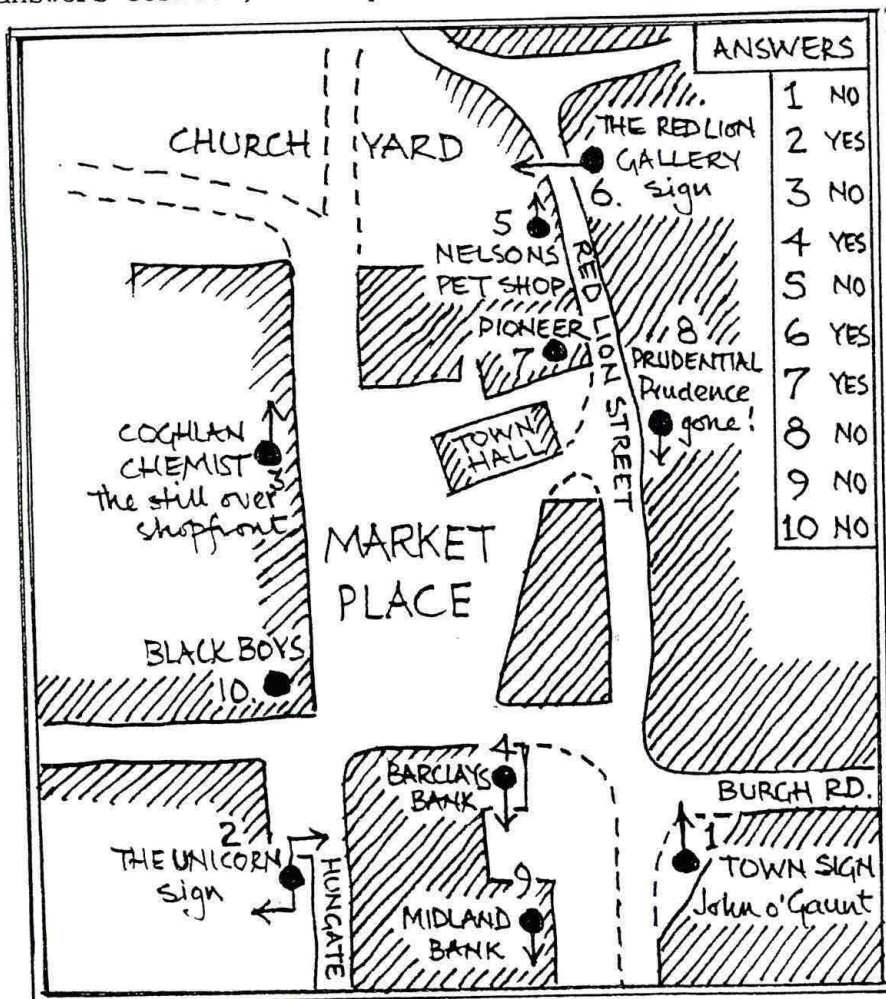 ANSWERS
1 NO
2 YES
3 NO
4 YES
5 NO
6 YES
7 YES
8 NO
9 NO
10 NO
CHURCH YARD
THE RED LION
GALLERY
sign
6.
5
NELSONS
PET SHOP
PIONEER
7
RED LION STREET
8
PRUDENTIAL
Prudence
gone!
TOWN
HALL
COGHLAN
CHEMIST
3
The still over
shopfront
MARKET
PLACE
BLACK BOYS
10.
4
BARCLAYS
BANK
BURGH RD.
2
THE UNICORN
sign
HUNGATE
9
MIDLAND
BANK
1
TOWN SIGN
John o'Gaunt